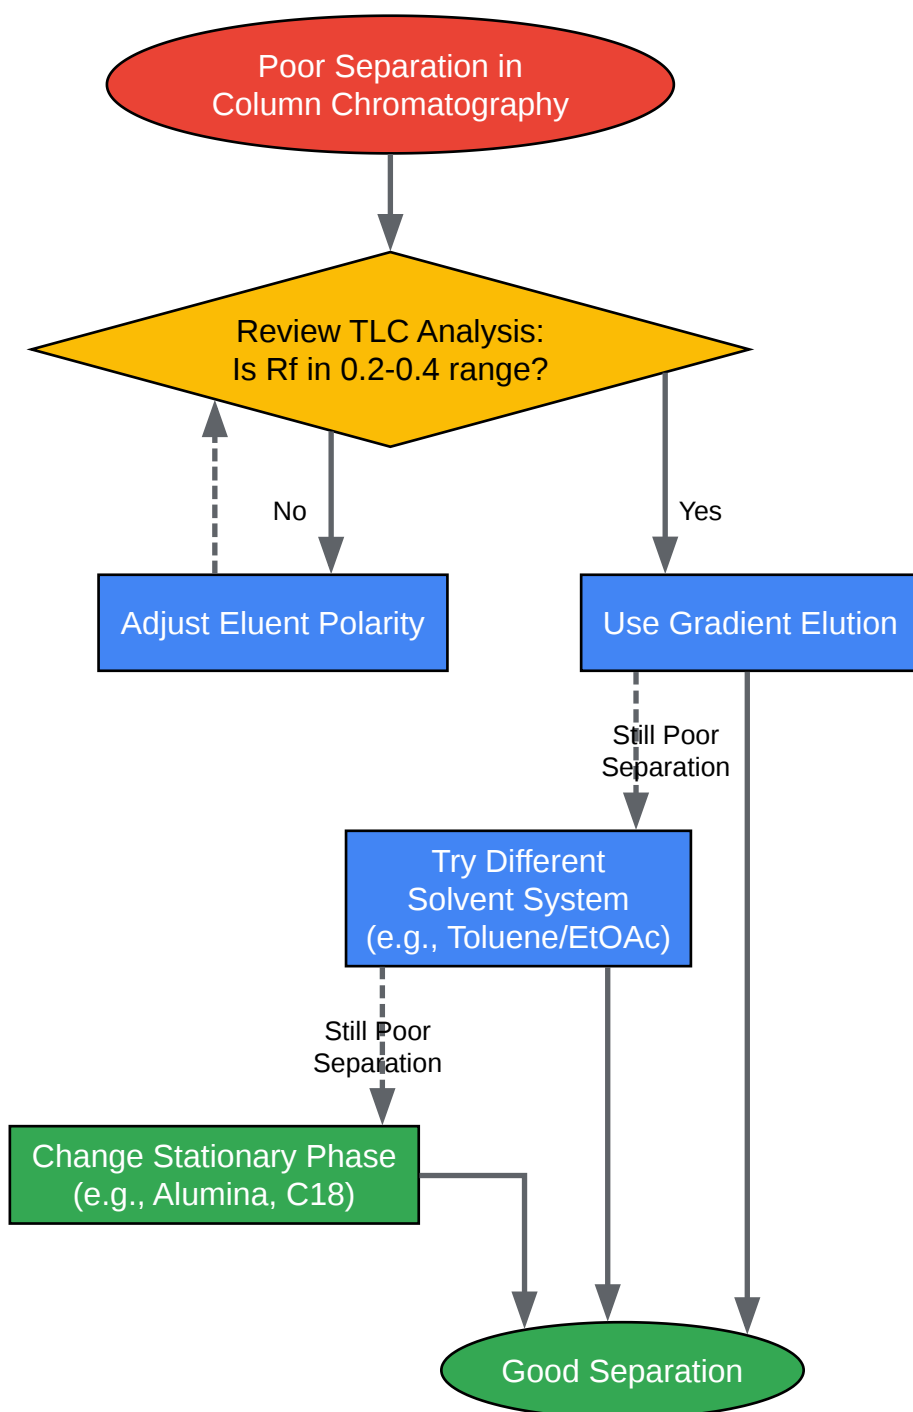 Poor Separation in
Column Chromatography
Review TLC Analysis:
Is Rf in 0.2-0.4 range?
No
Yes
Adjust Eluent Polarity
Use Gradient Elution
Still Poor
Separation
Try Different
Solvent System
(e.g., Toluene/EtOAc)
Still Poor
Separation
Change Stationary Phase
(e.g., Alumina, C18)
Good Separation